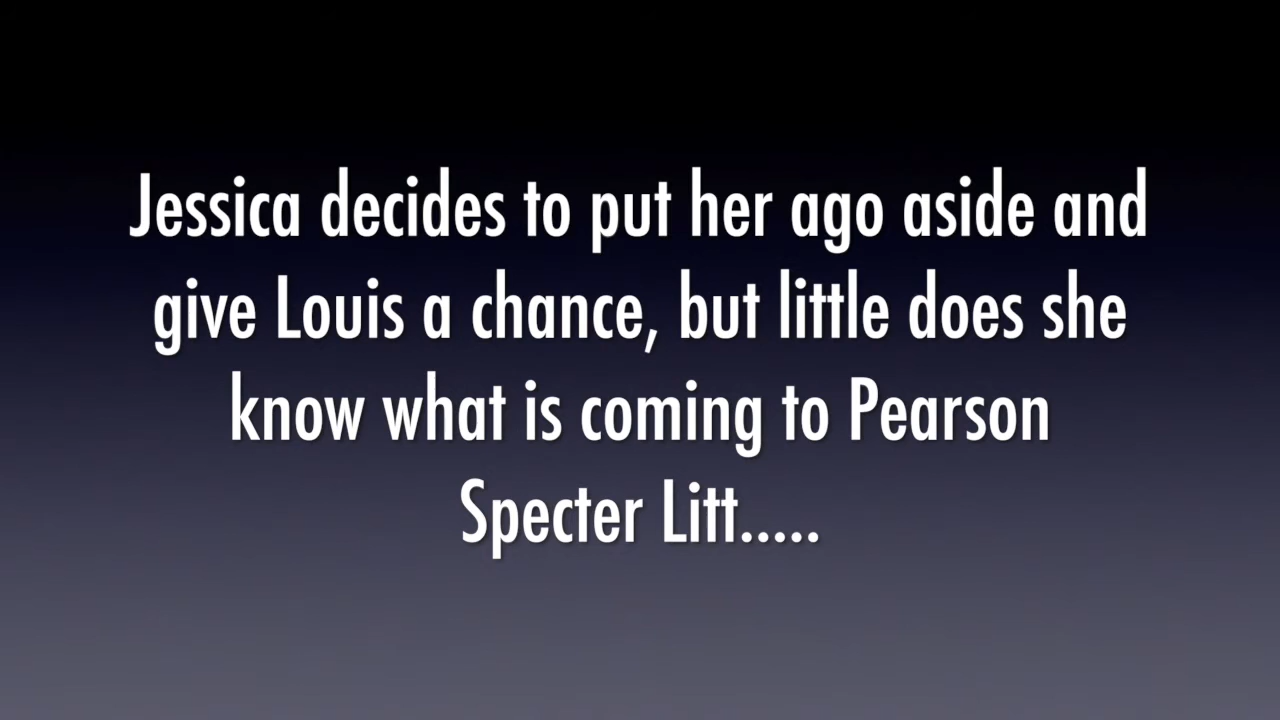 Jessica decides to put her ago aside and
give Louis a chance, but little does she
know what is coming to Pearson
Specter Litt.....